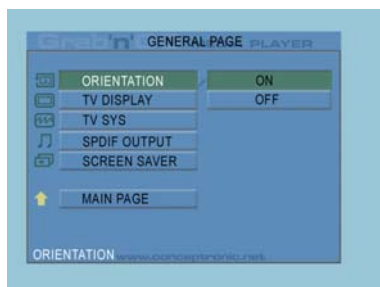 Grab'n' GENERAL PAGE PLAYER
ORIENTATION ON
TV DISPLAY OFF
TV SYS
SPDIF OUTPUT
SCREEN SAVER
MAIN PAGE
ORIENTATION www.conceptronic.net